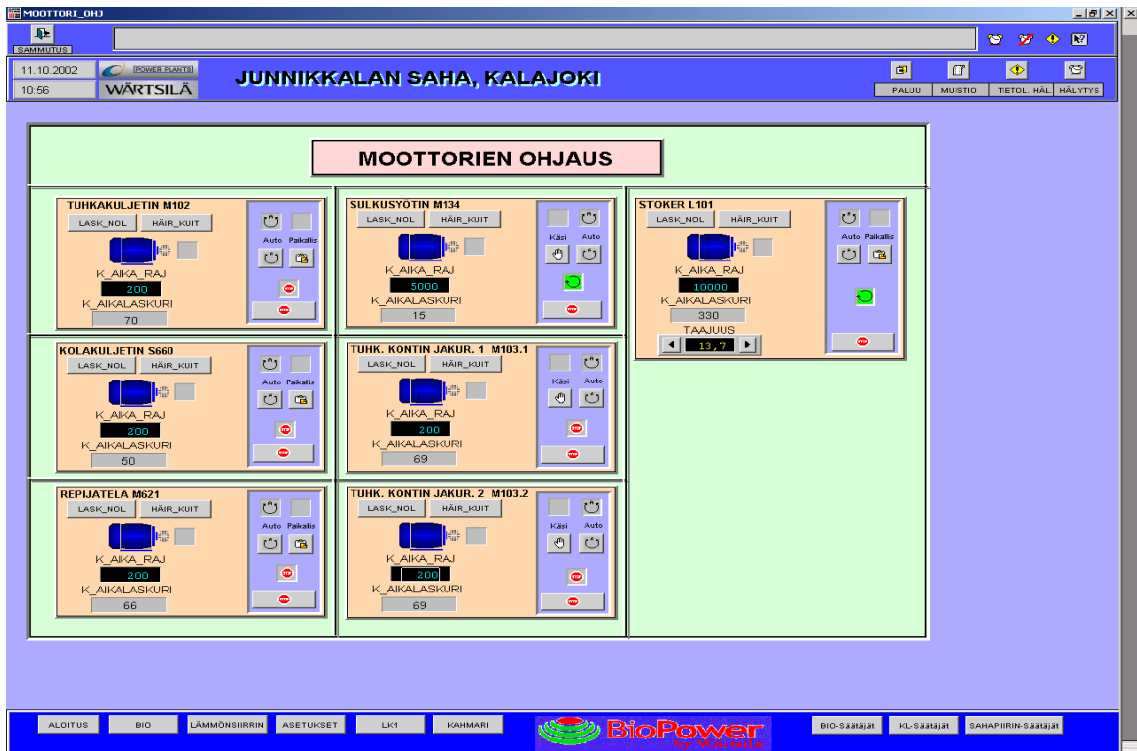 MOOTTORI_OHJ
SAMMUTUS
11.10.2002
10:56
POWER PLANTS
WÄRTSILÄ
JUNNIKKALAN SAHA, KALAJOKI
PALUU MUISTIO TIETOL. HÄL HÄLYTYS
MOOTTORIEN OHJAUS
TUHKAKULJETIN M102
LASK_NOL HÄIR_KUIT
Auto Paikallis
K_AIKA_RAJ
200
K_AIKALASKURI
70
SULKUSYÖTIN M134
LASK_NOL HÄIR_KUIT
Käsi Auto
K_AIKA_RAJ
5000
K_AIKALASKURI
15
STOKER L101
LASK_NOL HÄIR_KUIT
Auto Paikallis
K_AIKA_RAJ
10000
K_AIKALASKURI
330
TAAJUUS
13,7
KOLAKULJETIN S660
LASK_NOL HÄIR_KUIT
Auto Paikallis
K_AIKA_RAJ
200
K_AIKALASKURI
50
TUHK. KONTIN JAKUR. 1 M103.1
LASK_NOL HÄIR_KUIT
Käsi Auto
K_AIKA_RAJ
200
K_AIKALASKURI
69
REPIJATELA M621
LASK_NOL HÄIR_KUIT
Auto Paikallis
K_AIKA_RAJ
200
K_AIKALASKURI
66
TUHK. KONTIN JAKUR. 2 M103.2
LASK_NOL HÄIR_KUIT
Käsi Auto
K_AIKA_RAJ
200
K_AIKALASKURI
69
ALOITUS BIO LÄMMÖNSIIRRIN ASETUKSET LK1 KAHMARI
BioPower
by Wärtsilä
BIO-Säätäjät KL-Säätäjät SAHAPIIRIN-Säätäjät